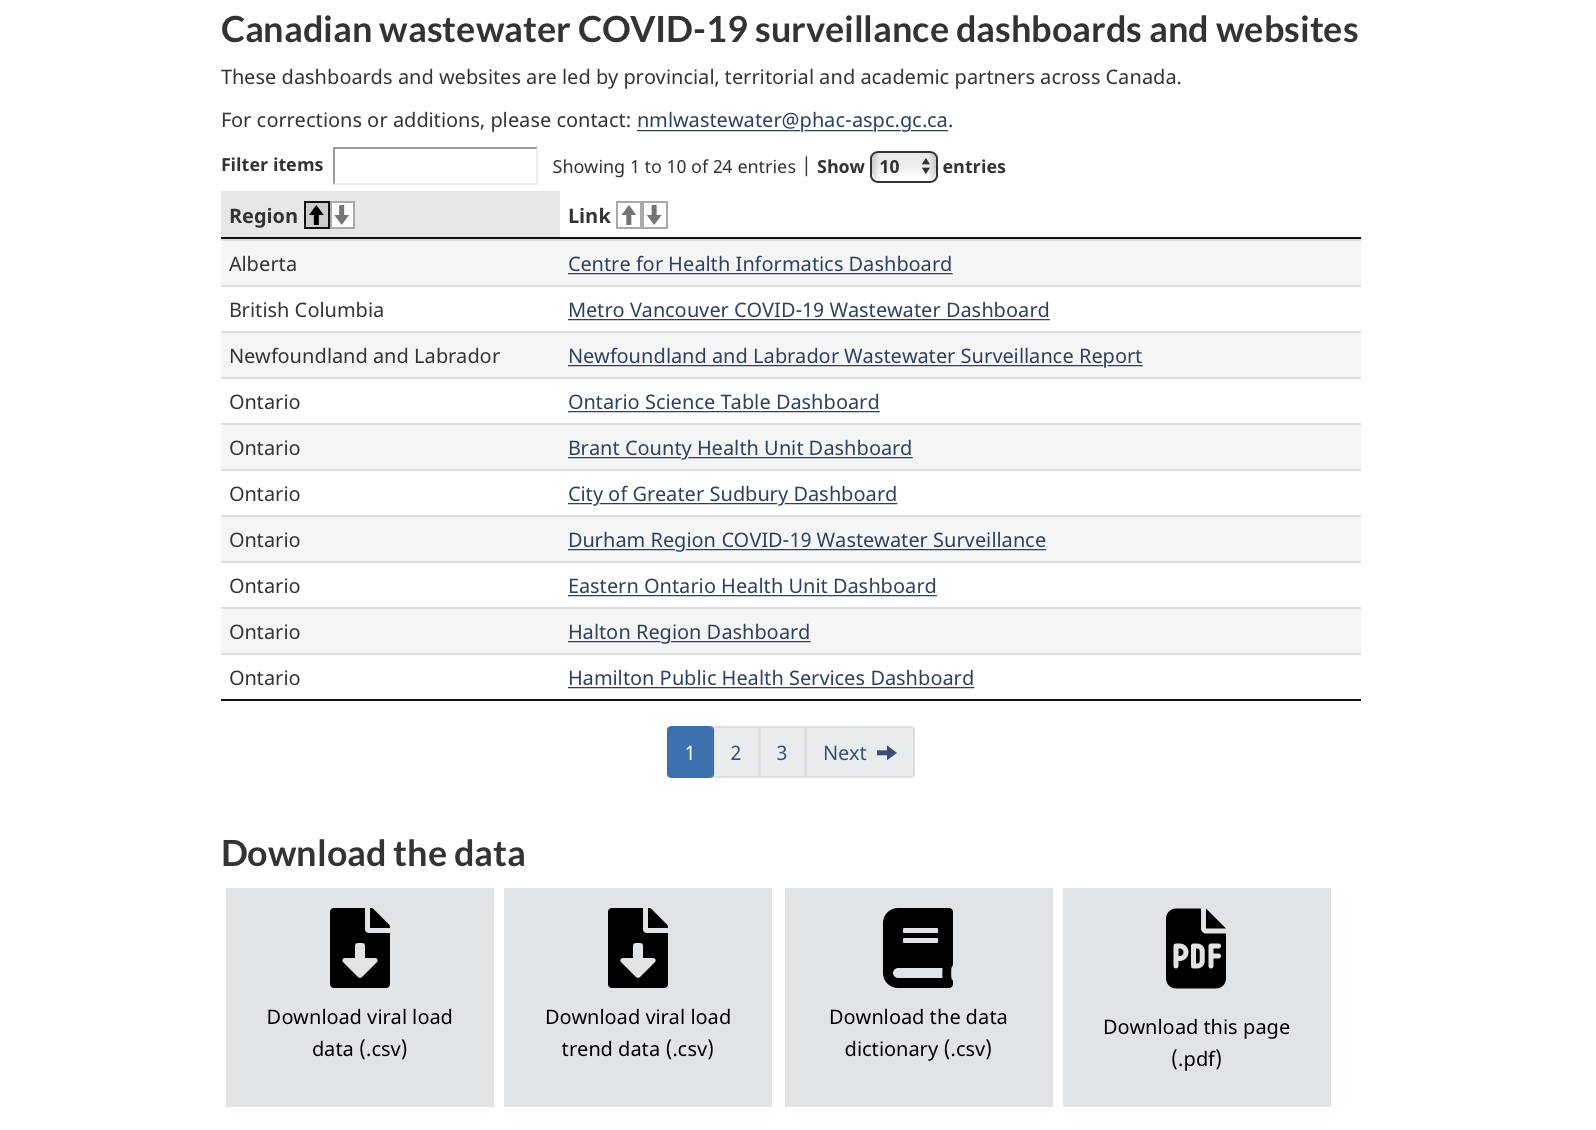 Canadian wastewater COVID-19 surveillance dashboards and websites
These dashboards and websites are led by provincial, territorial and academic partners across Canada.
For corrections or additions, please contact: nmlwastewater@phac-aspc.gc.ca.
Filter items Showing 1 to 10 of 24 entries | Show 10 entries
Region Link
Alberta Centre for Health Informatics Dashboard
British Columbia Metro Vancouver COVID-19 Wastewater Dashboard
Newfoundland and Labrador Newfoundland and Labrador Wastewater Surveillance Report
Ontario Ontario Science Table Dashboard
Ontario Brant County Health Unit Dashboard
Ontario City of Greater Sudbury Dashboard
Ontario Durham Region COVID-19 Wastewater Surveillance
Ontario Eastern Ontario Health Unit Dashboard
Ontario Halton Region Dashboard
Ontario Hamilton Public Health Services Dashboard
1 2 3 Next
Download the data
Download viral load
data (.csv)
Download viral load
trend data (.csv)
Download the data
dictionary (.csv)
PDF
Download this page
(.pdf)